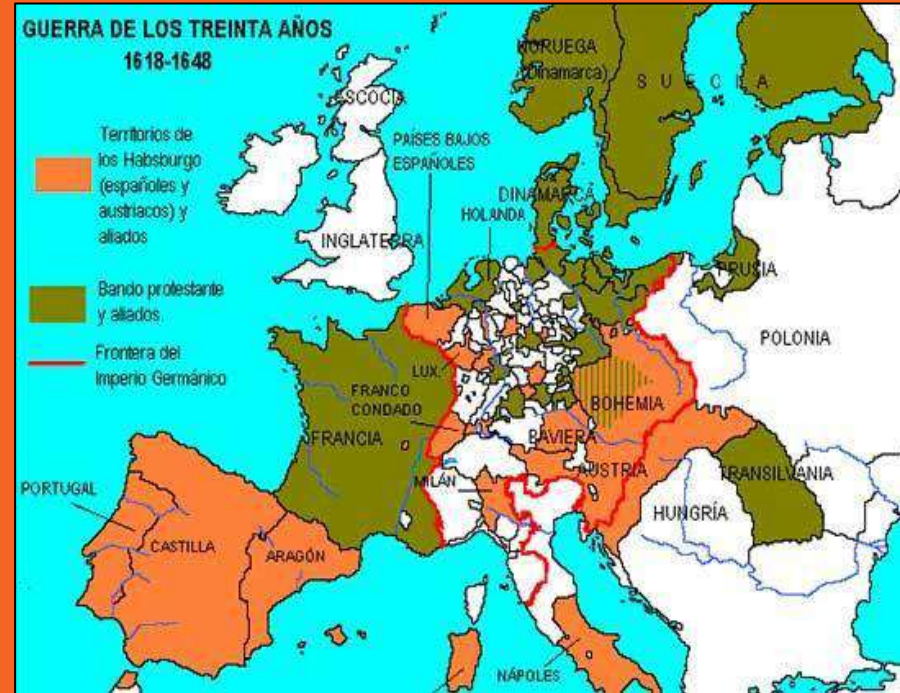 GUERRA DE LOS TREINTA AÑOS
1618-1648
Territorios de
los Habsburgo
(españoles y
austriacos) y
aliados
Bando protestante
y aliados.
Frontera del
Imperio Germánico
NORUEGA
(Dinamarca)
SUECIA
ESCOCIA
PAÍSES BAJOS
ESPAÑOLES
DINAMARCA
HOLANDA
INGLATERRA
PRUSIA
POLONIA
LUX.
FRANCO
CONDADO
BOHEMIA
FRANCIA
BAVIERA
AUSTRIA
TRANSILVANIA
MILÁN
PORTUGAL
HUNGRÍA
CASTILLA
ARAGÓN
NÁPOLES